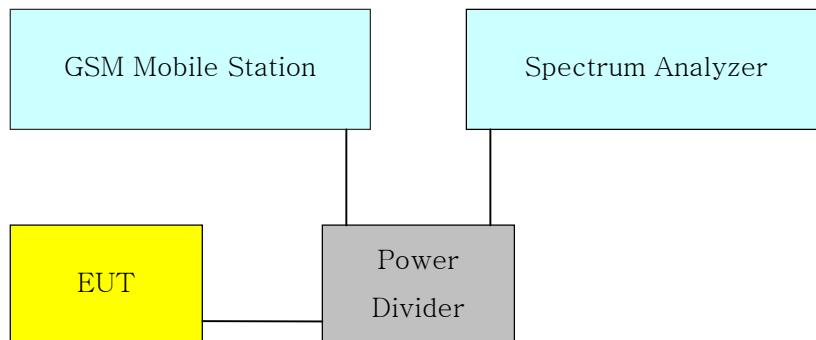 GSM Mobile Station
Spectrum Analyzer
EUT
Power
Divider